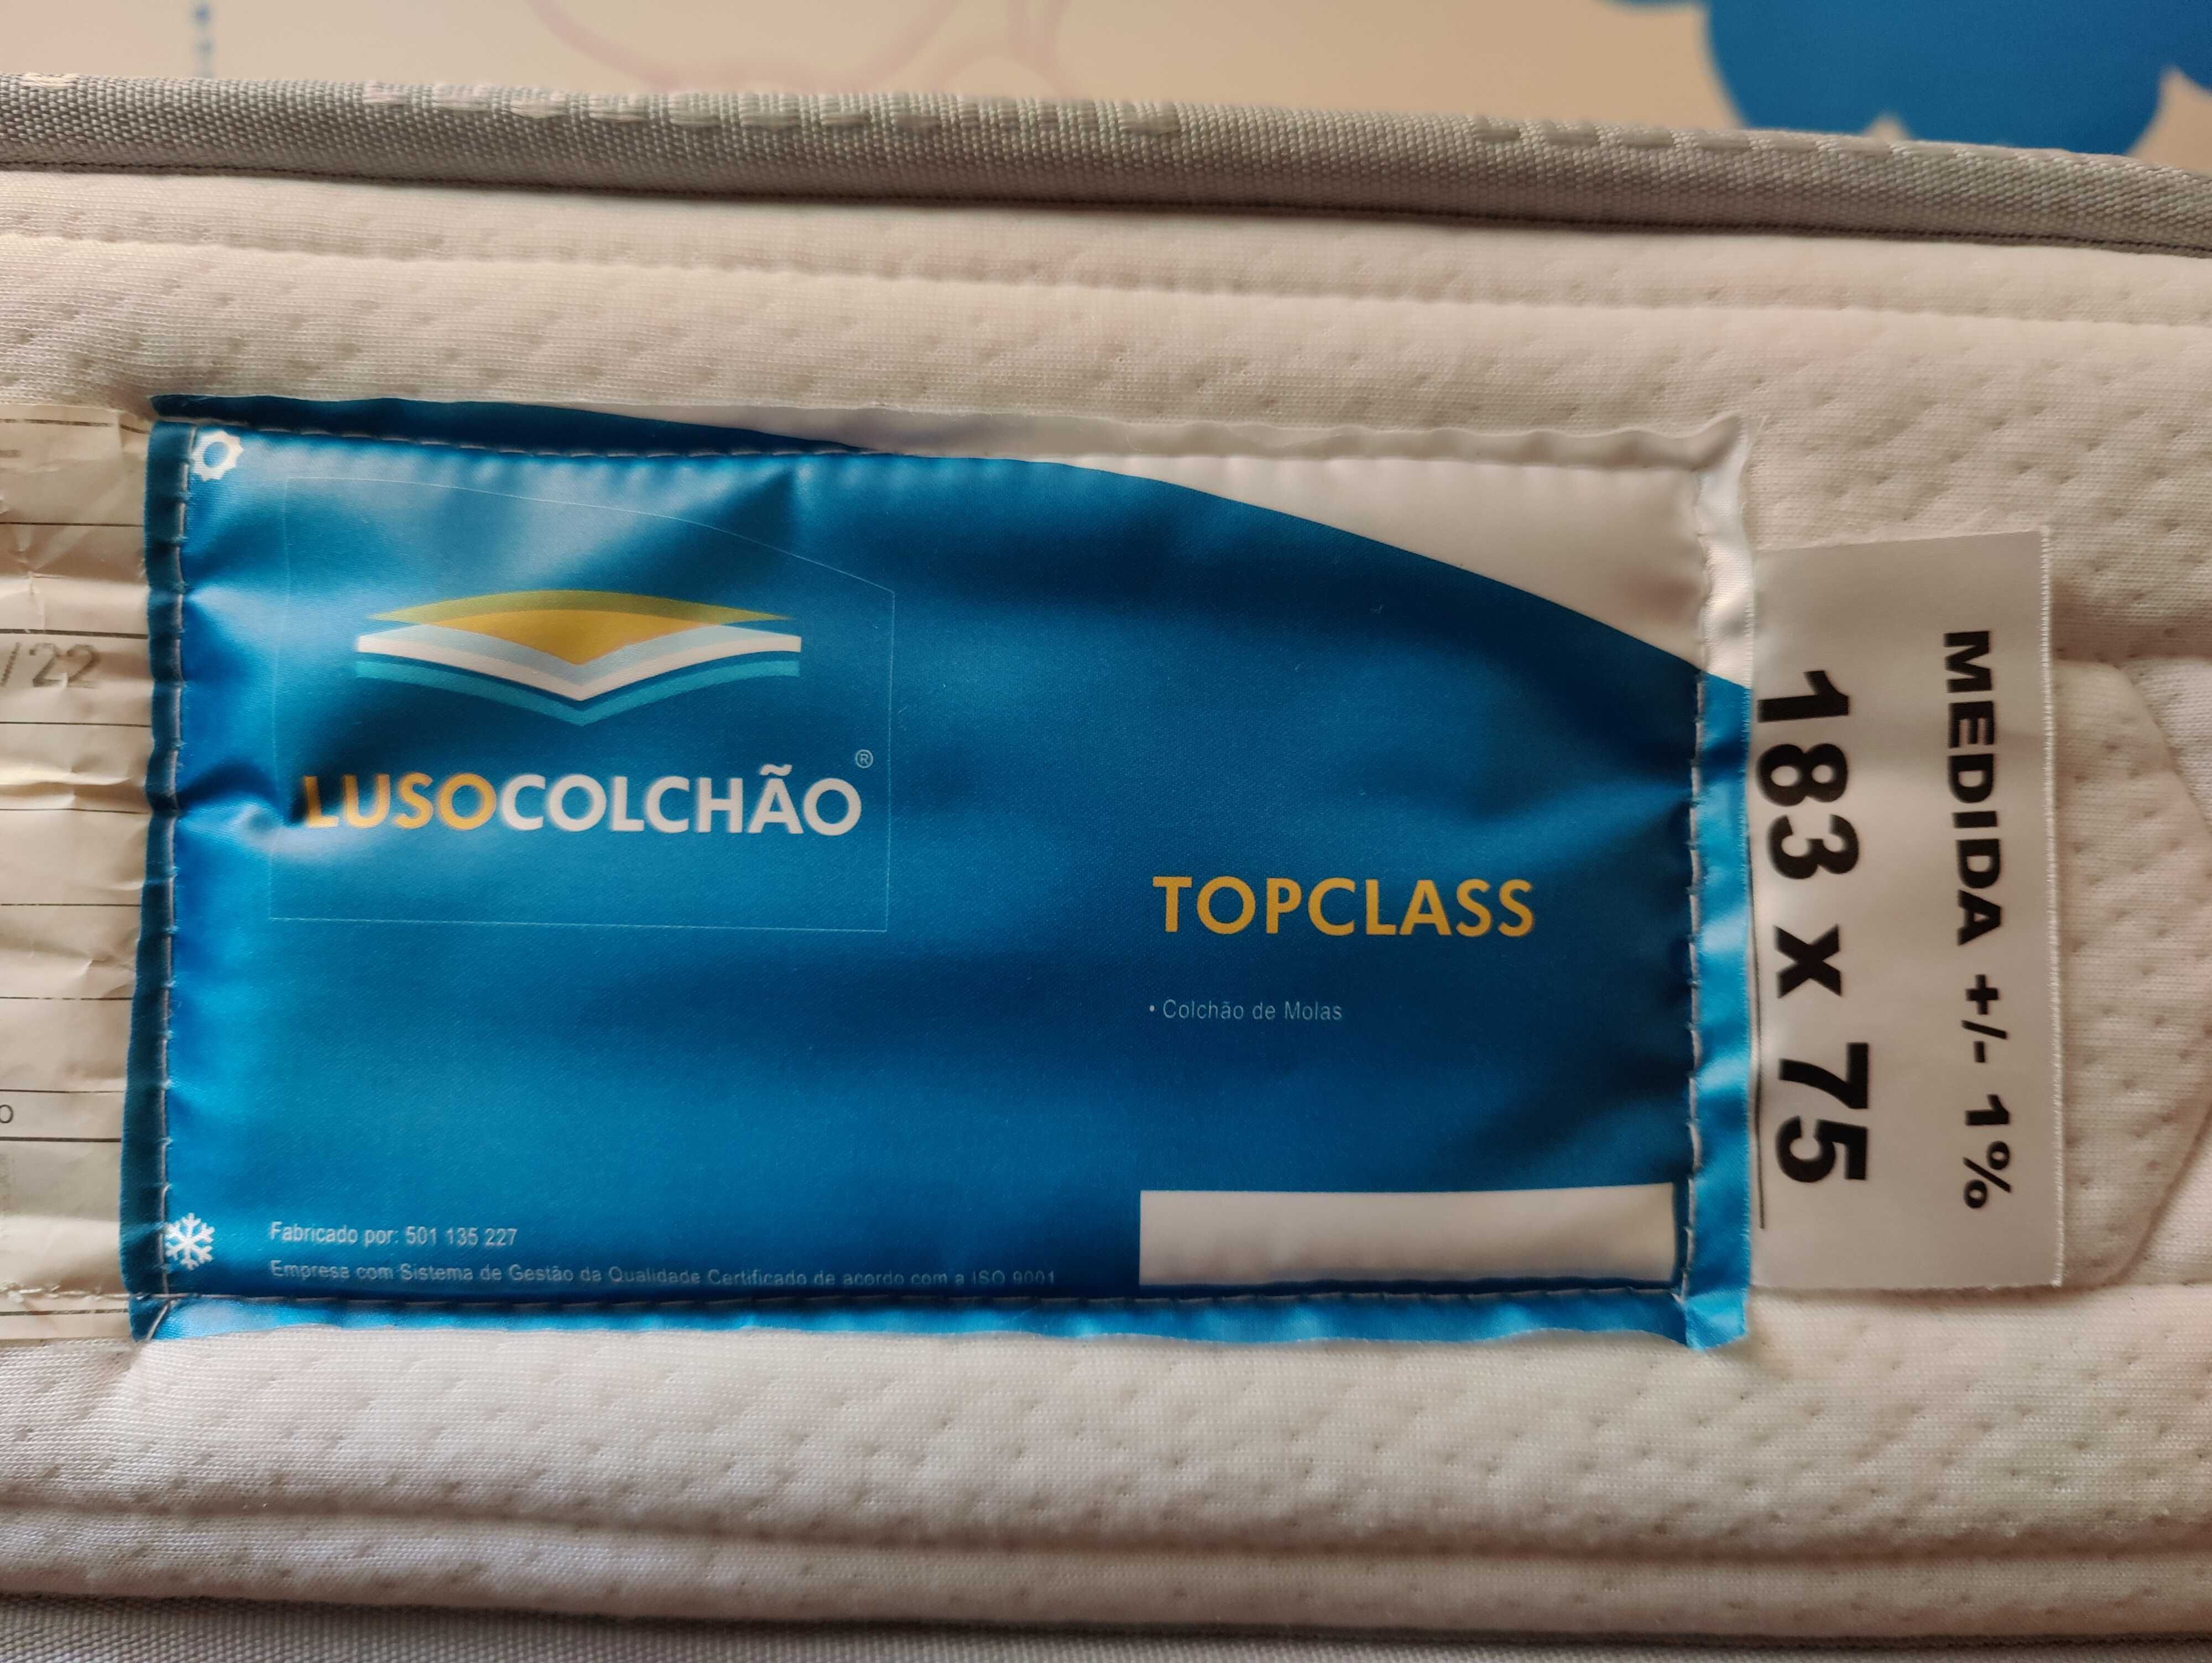 /22
LUSOCOLCHÃO®
TOPCLASS
• Colchão de Molas
Fabricado por: 501 135 227
Empresa com Sistema de Gestão da Qualidade Certificado de acordo com a ISO 9001
MEDIDA +/- 1%
183 x 75